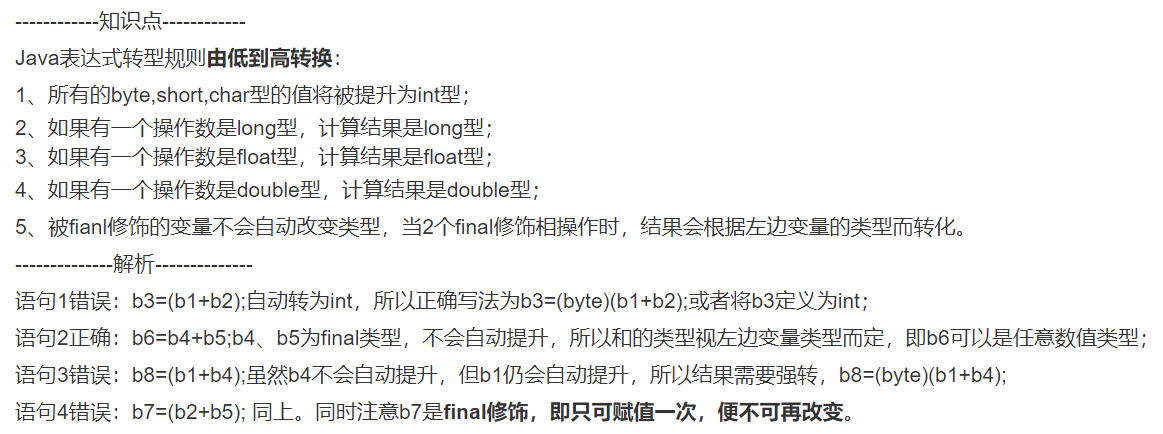 ------------知识点------------
Java表达式转型规则由低到高转换：
1、所有的byte,short,char型的值将被提升为int型；
2、如果有一个操作数是long型，计算结果是long型；
3、如果有一个操作数是float型，计算结果是float型；
4、如果有一个操作数是double型，计算结果是double型；
5、被fianl修饰的变量不会自动改变类型，当2个final修饰相操作时，结果会根据左边变量的类型而转化。
--------------解析--------------
语句1错误：b3=(b1+b2);自动转为int，所以正确写法为b3=(byte)(b1+b2);或者将b3定义为int；
语句2正确：b6=b4+b5;b4、b5为final类型，不会自动提升，所以和的类型视左边变量类型而定，即b6可以是任意数值类型；
语句3错误：b8=(b1+b4);虽然b4不会自动提升，但b1仍会自动提升，所以结果需要强转，b8=(byte)(b1+b4);
语句4错误：b7=(b2+b5); 同上。同时注意b7是final修饰，即只可赋值一次，便不可再改变。